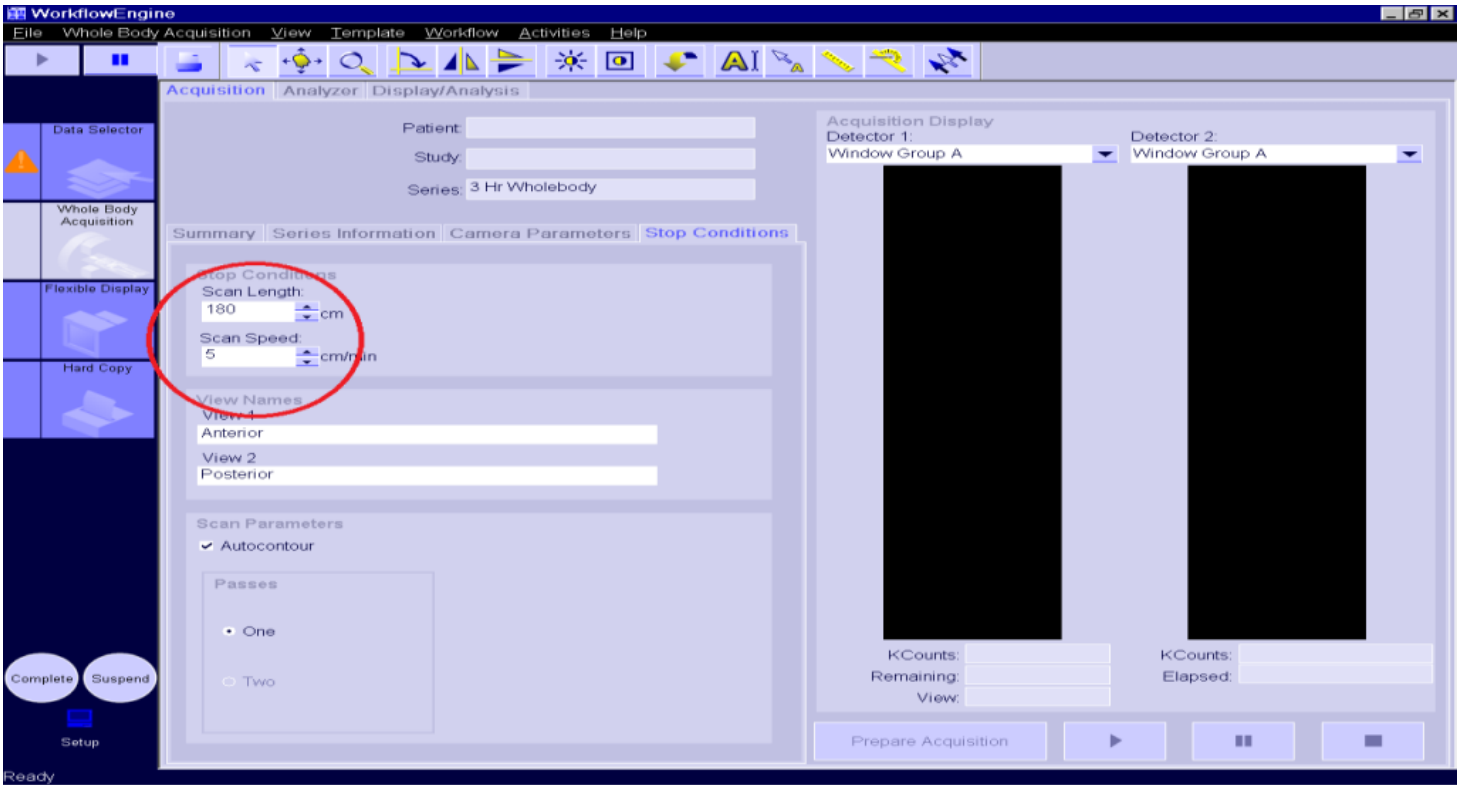 WorkflowEngine
Eile Whole Body Acquisition View Template Workflow Activities Help
Acquisition Analyzer Display/Analysis
Data Selector
Whole Body
Acquisition
Flexible Display
Hard Copy
Complete Suspend
Setup
Ready
Patient:
Study:
Series: 3 Hr Wholebody
Summary Series Information Camera Parameters Stop Conditions
Stop Conditions
Scan Length:
180 cm
Scan Speed:
5 cm/min
View Names
View 1
Anterior
View 2
Posterior
Scan Parameters
Autocontour
Passes
One
Two
Acquisition Display
Detector 1: Detector 2:
Window Group A Window Group A
KCounts: KCounts:
Remaining: Elapsed:
View:
Prepare Acquisition